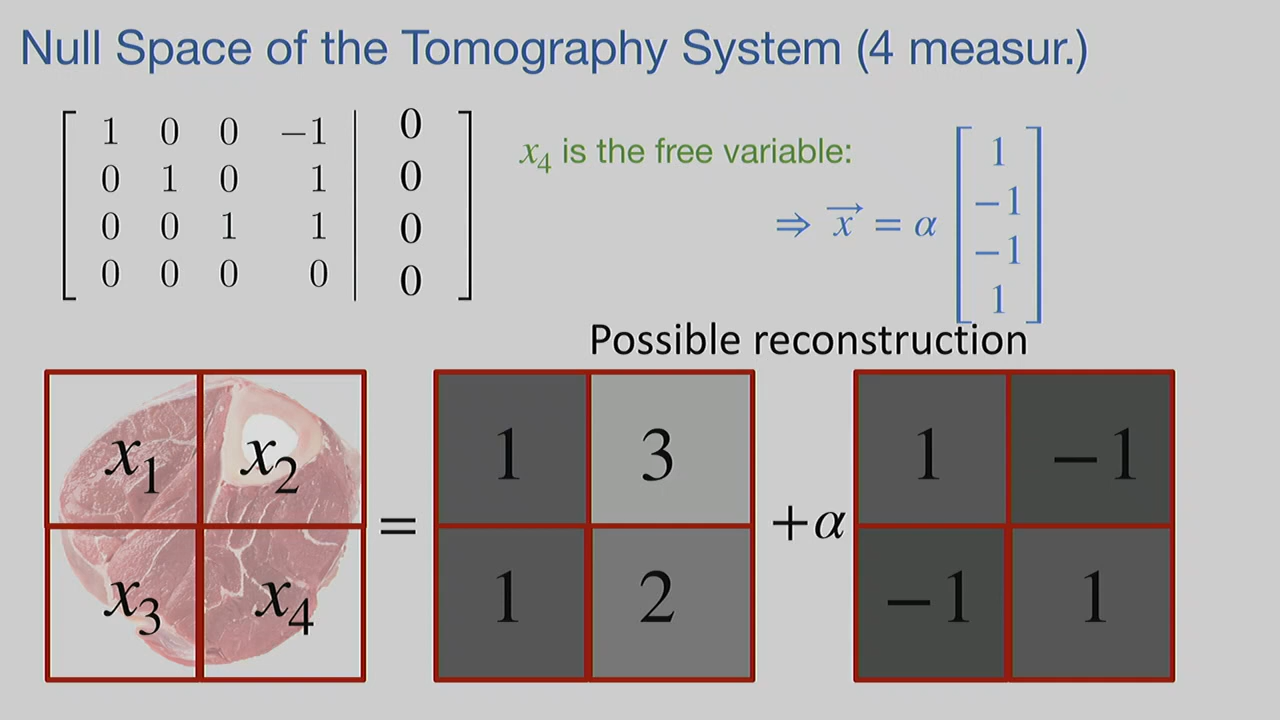 Null Space of the Tomography System (4 measur.)
1 0 0 −1 0
0 1 0 1 0
0 0 1 1 0
0 0 0 0 0
x4 is the free variable:
⇒ x⃗ = α
1
−1
−1
1
Possible reconstruction
x1 x2
x3 x4
=
1 3
1 2
+α
1 −1
−1 1